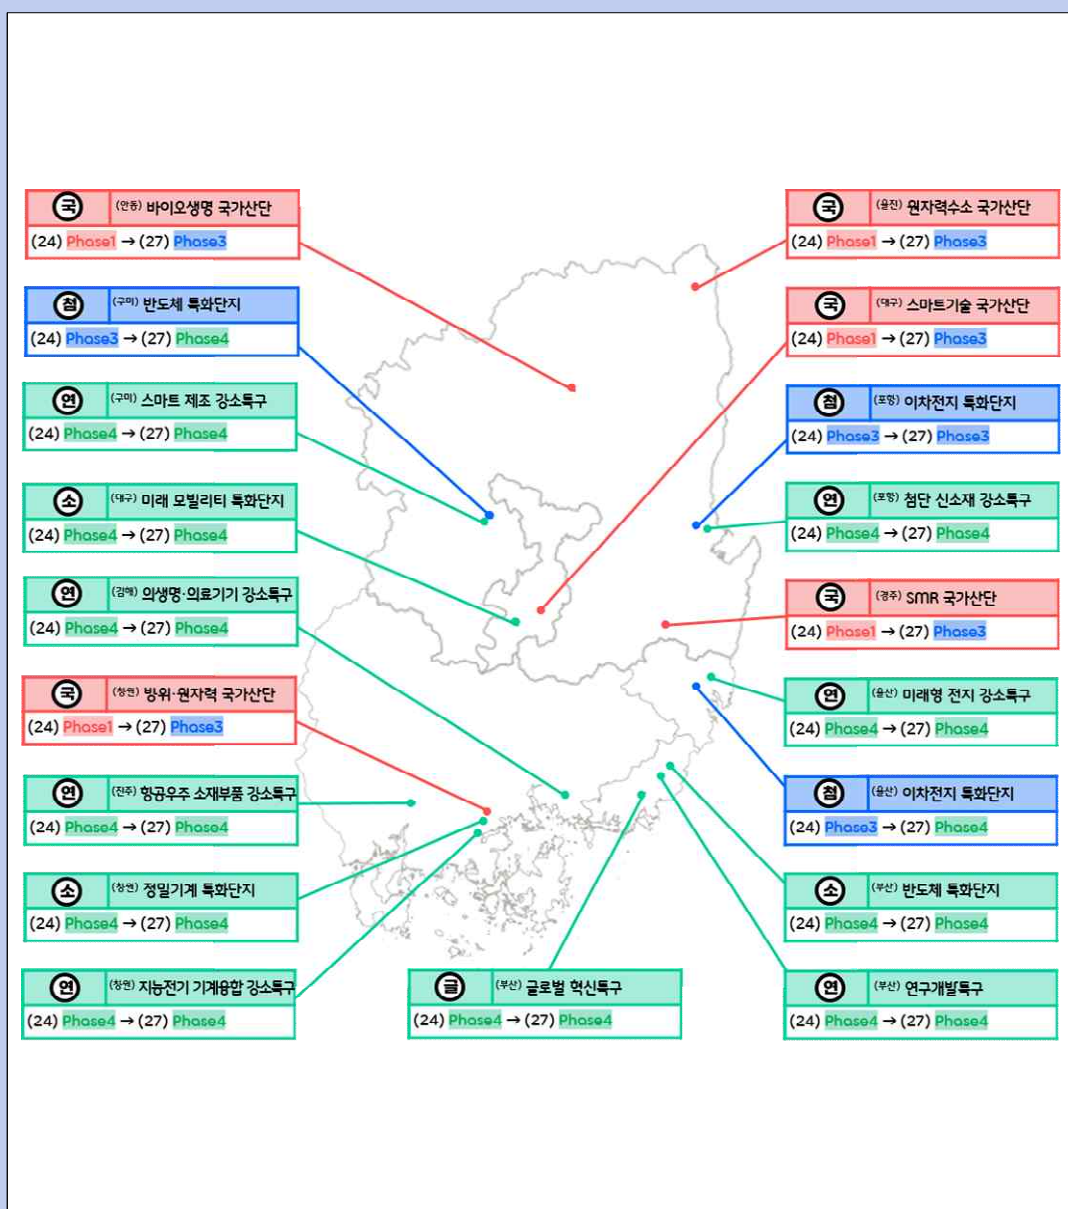 국 (안동) 바이오생명 국가산단
(24) Phase1 → (27) Phase3
첨 (구미) 반도체 특화단지
(24) Phase3 → (27) Phase4
연 (구미) 스마트 제조 강소특구
(24) Phase4 → (27) Phase4
소 (대구) 미래 모빌리티 특화단지
(24) Phase4 → (27) Phase4
연 (김해) 의생명·의료기기 강소특구
(24) Phase4 → (27) Phase4
국 (창원) 방위·원자력 국가산단
(24) Phase1 → (27) Phase3
연 (진주) 항공우주 소재부품 강소특구
(24) Phase4 → (27) Phase4
소 (창원) 정밀기계 특화단지
(24) Phase4 → (27) Phase4
연 (창원) 지능전기 기계융합 강소특구
(24) Phase4 → (27) Phase4
글 (부산) 글로벌 혁신특구
(24) Phase4 → (27) Phase4
국 (울진) 원자력수소 국가산단
(24) Phase1 → (27) Phase3
국 (대구) 스마트기술 국가산단
(24) Phase1 → (27) Phase3
첨 (포항) 이차전지 특화단지
(24) Phase3 → (27) Phase3
연 (포항) 첨단 신소재 강소특구
(24) Phase4 → (27) Phase4
국 (경주) SMR 국가산단
(24) Phase1 → (27) Phase3
연 (울산) 미래형 전지 강소특구
(24) Phase4 → (27) Phase4
첨 (울산) 이차전지 특화단지
(24) Phase3 → (27) Phase4
소 (부산) 반도체 특화단지
(24) Phase4 → (27) Phase4
연 (부산) 연구개발특구
(24) Phase4 → (27) Phase4